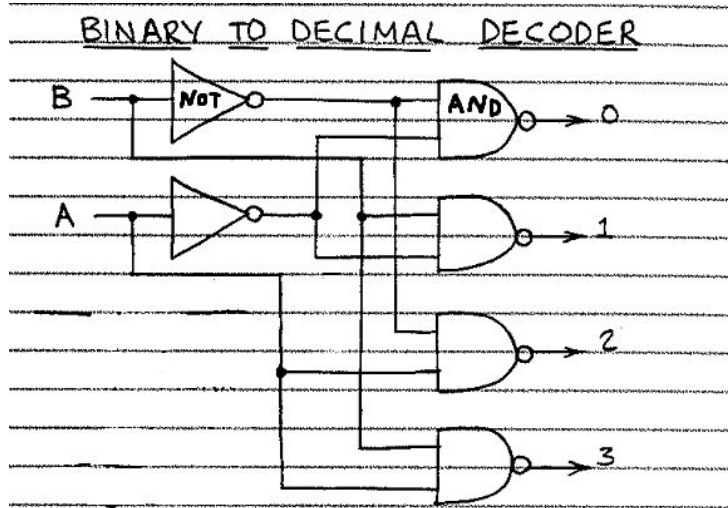 BINARY TO DECIMAL DECODER
B NOT AND 0
A 1
2
3